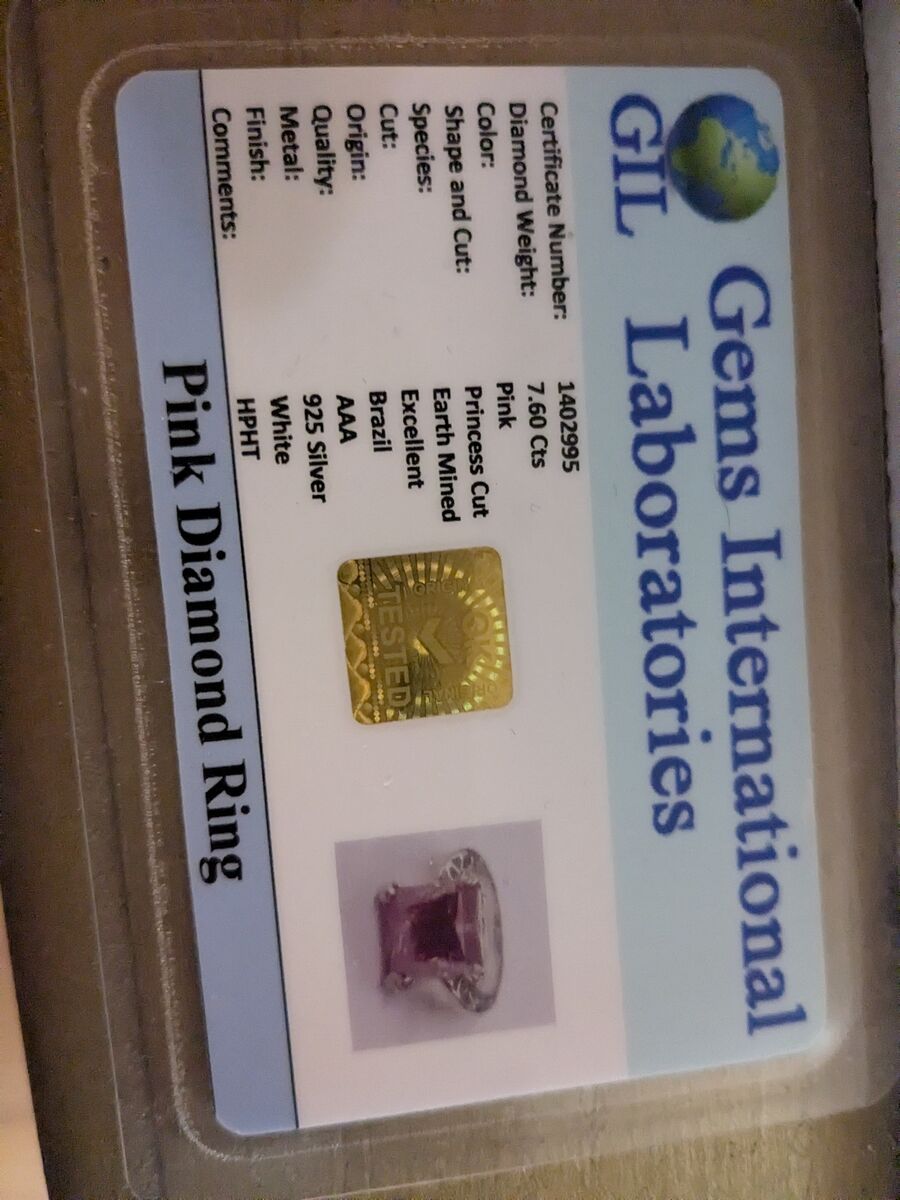 Gems International
GIL Laboratories
Certificate Number: 1402995
Diamond Weight: 7.60 Cts
Color: Pink
Shape and Cut: Princess Cut
Species: Earth Mined
Cut: Excellent
Origin: Brazil
Quality: AAA
Metal: 925 Silver
Finish: White
Comments: HPHT
ORIGINAL
TESTED
Pink Diamond Ring